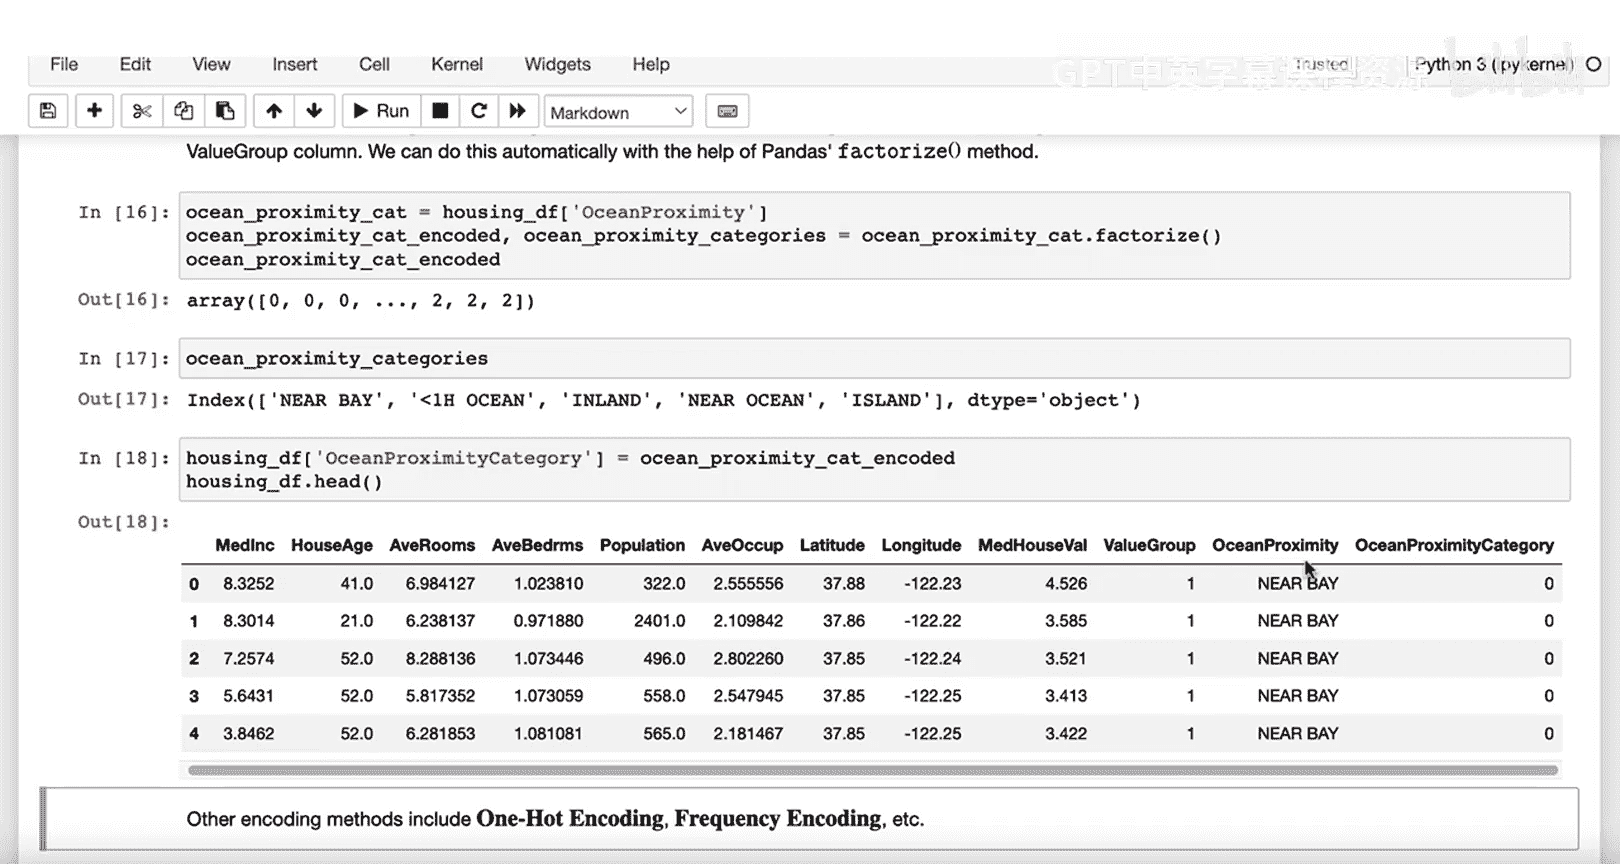 File Edit View Insert Cell Kernel Widgets Help Trusted Python 3 (ipykernel)
GPT中英字幕课程资源
Run Markdown
ValueGroup column. We can do this automatically with the help of Pandas' factorize() method.
In [16]: ocean_proximity_cat = housing_df['OceanProximity']
ocean_proximity_cat_encoded, ocean_proximity_categories = ocean_proximity_cat.factorize()
ocean_proximity_cat_encoded
Out[16]: array([0, 0, 0, ..., 2, 2, 2])
In [17]: ocean_proximity_categories
Out[17]: Index(['NEAR BAY', '<1H OCEAN', 'INLAND', 'NEAR OCEAN', 'ISLAND'], dtype='object')
In [18]: housing_df['OceanProximityCategory'] = ocean_proximity_cat_encoded
housing_df.head()
Out[18]:
MedInc HouseAge AveRooms AveBedrms Population AveOccup Latitude Longitude MedHouseVal ValueGroup OceanProximity OceanProximityCategory
0 8.3252 41.0 6.984127 1.023810 322.0 2.555556 37.88 -122.23 4.526 1 NEAR BAY 0
1 8.3014 21.0 6.238137 0.971880 2401.0 2.109842 37.86 -122.22 3.585 1 NEAR BAY 0
2 7.2574 52.0 8.288136 1.073446 496.0 2.802260 37.85 -122.24 3.521 1 NEAR BAY 0
3 5.6431 52.0 5.817352 1.073059 558.0 2.547945 37.85 -122.25 3.413 1 NEAR BAY 0
4 3.8462 52.0 6.281853 1.081081 565.0 2.181467 37.85 -122.25 3.422 1 NEAR BAY 0
Other encoding methods include One-Hot Encoding, Frequency Encoding, etc.